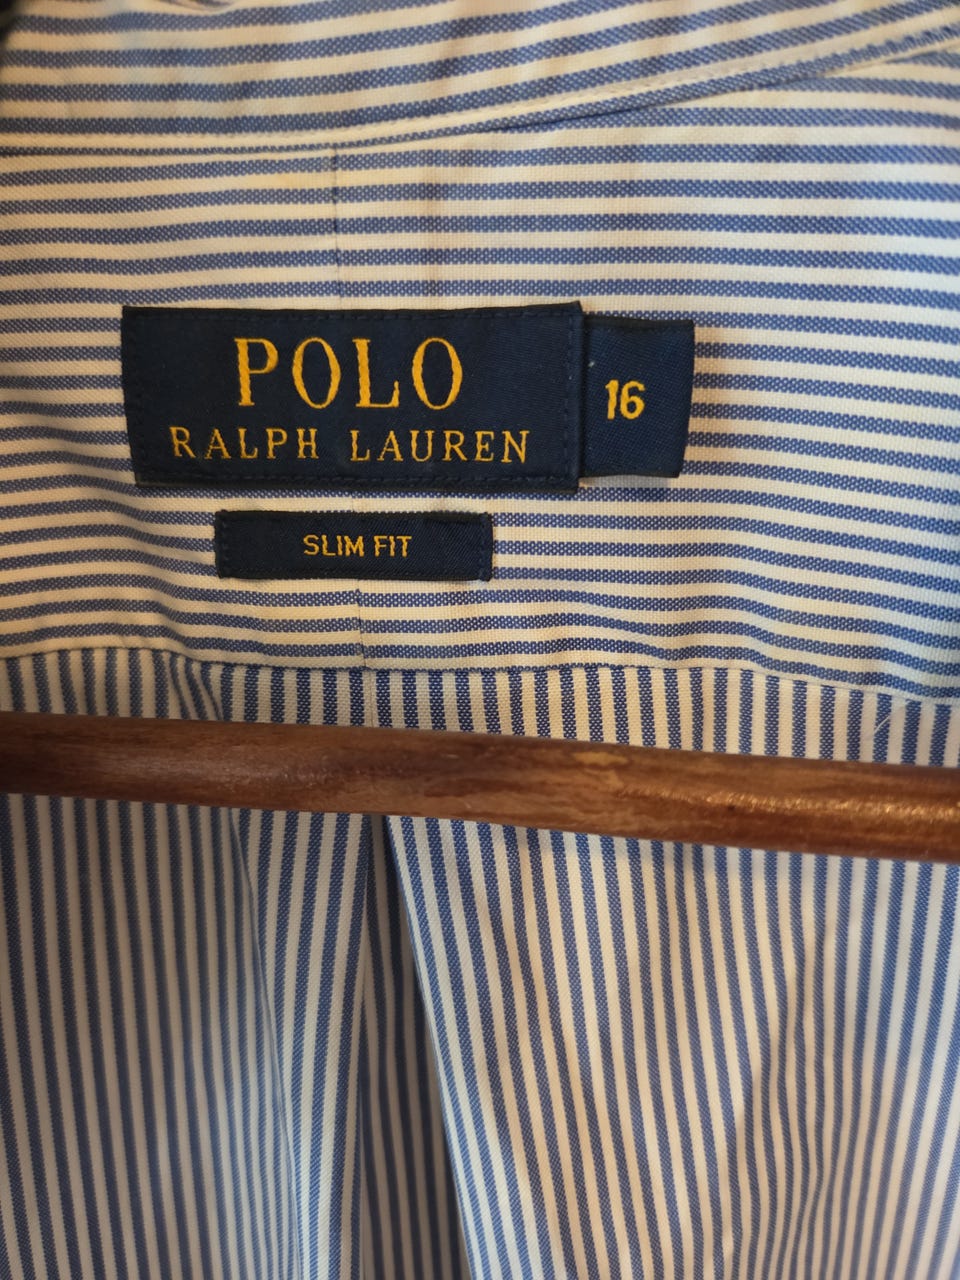 POLO
RALPH LAUREN
16
SLIM FIT